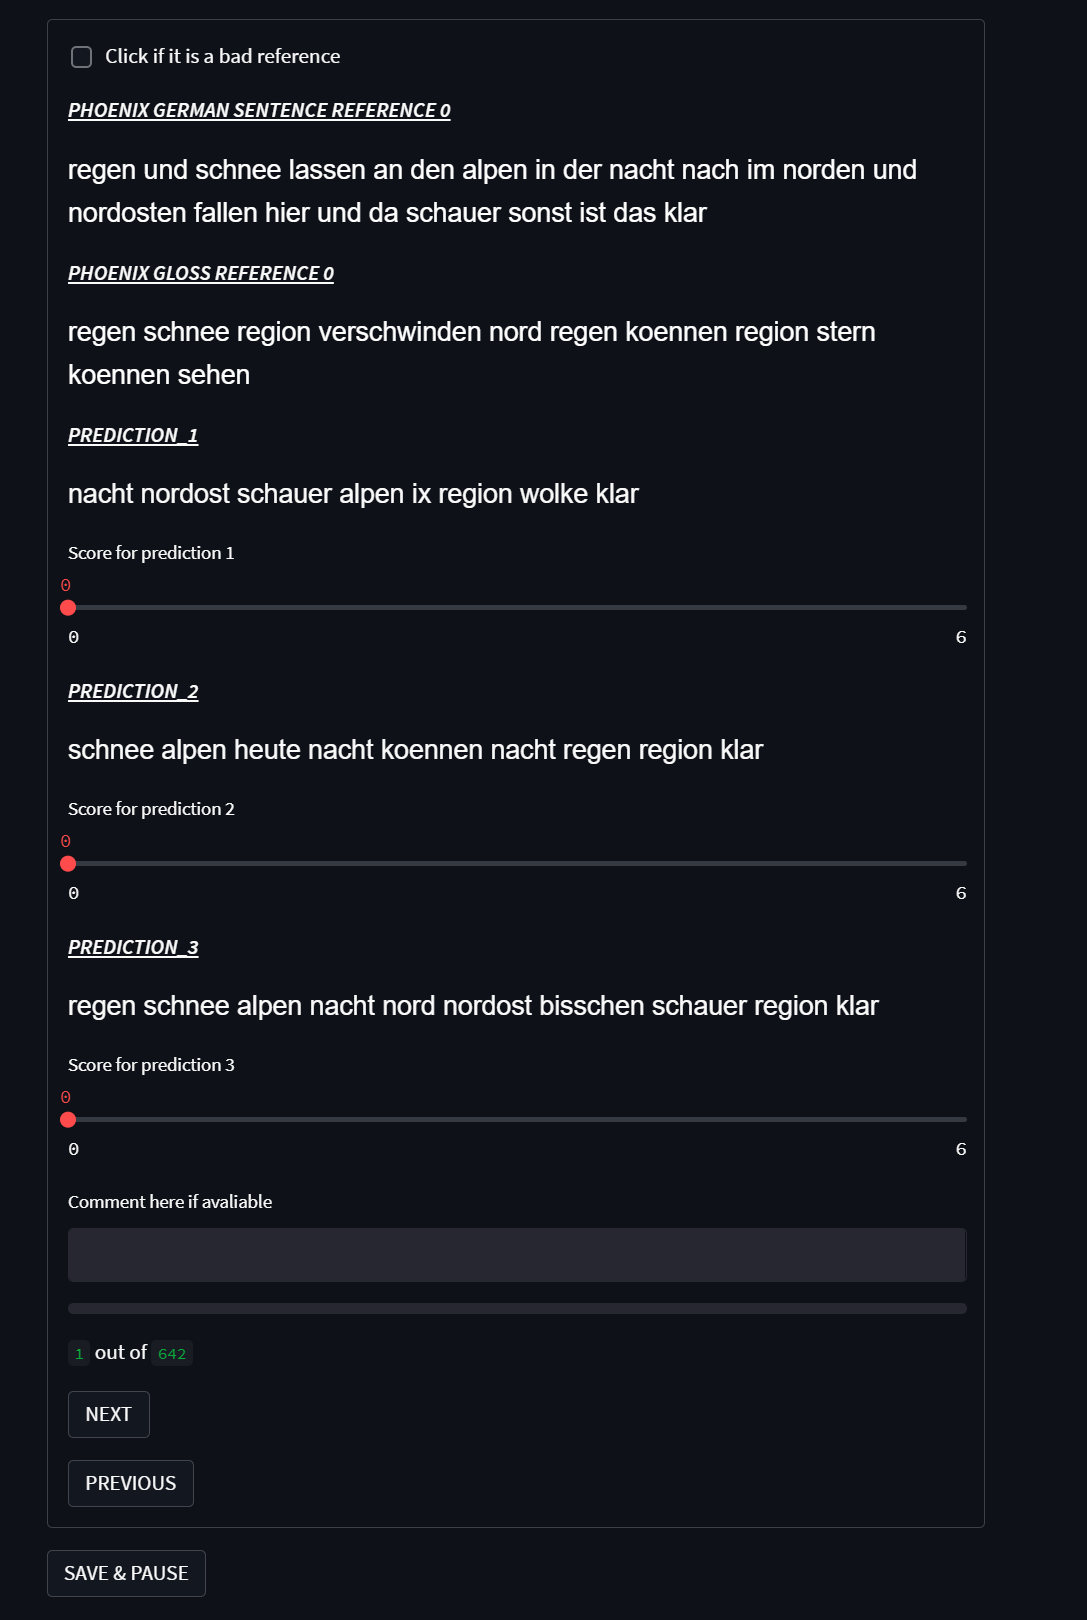 Click if it is a bad reference
PHOENIX GERMAN SENTENCE REFERENCE 0
regen und schnee lassen an den alpen in der nacht nach im norden und
nordosten fallen hier und da schauer sonst ist das klar
PHOENIX GLOSS REFERENCE 0
regen schnee region verschwinden nord regen koennen region stern
koennen sehen
PREDICTION_1
nacht nordost schauer alpen ix region wolke klar
Score for prediction 1
0
0 6
PREDICTION_2
schnee alpen heute nacht koennen nacht regen region klar
Score for prediction 2
0
0 6
PREDICTION_3
regen schnee alpen nacht nord nordost bisschen schauer region klar
Score for prediction 3
0
0 6
Comment here if avaliable
1 out of 642
NEXT
PREVIOUS
SAVE & PAUSE